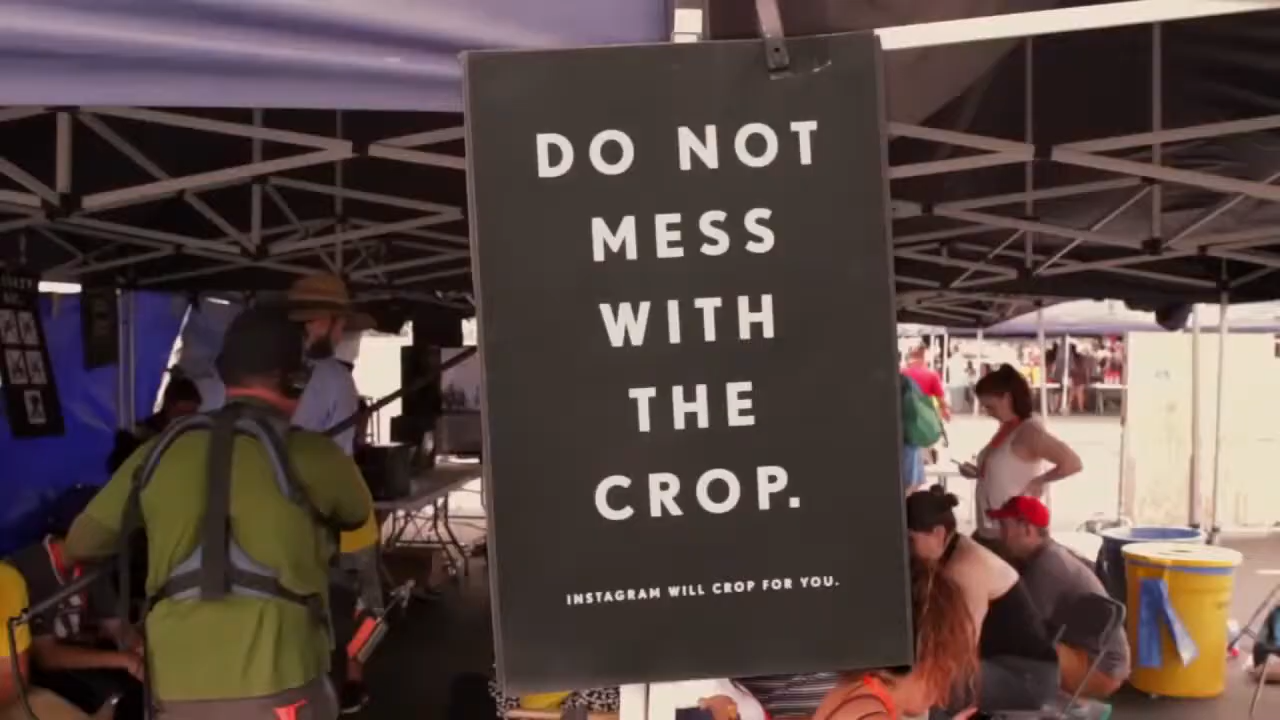 DO NOT
MESS
WITH
THE
CROP.
INSTAGRAM WILL CROP FOR YOU.